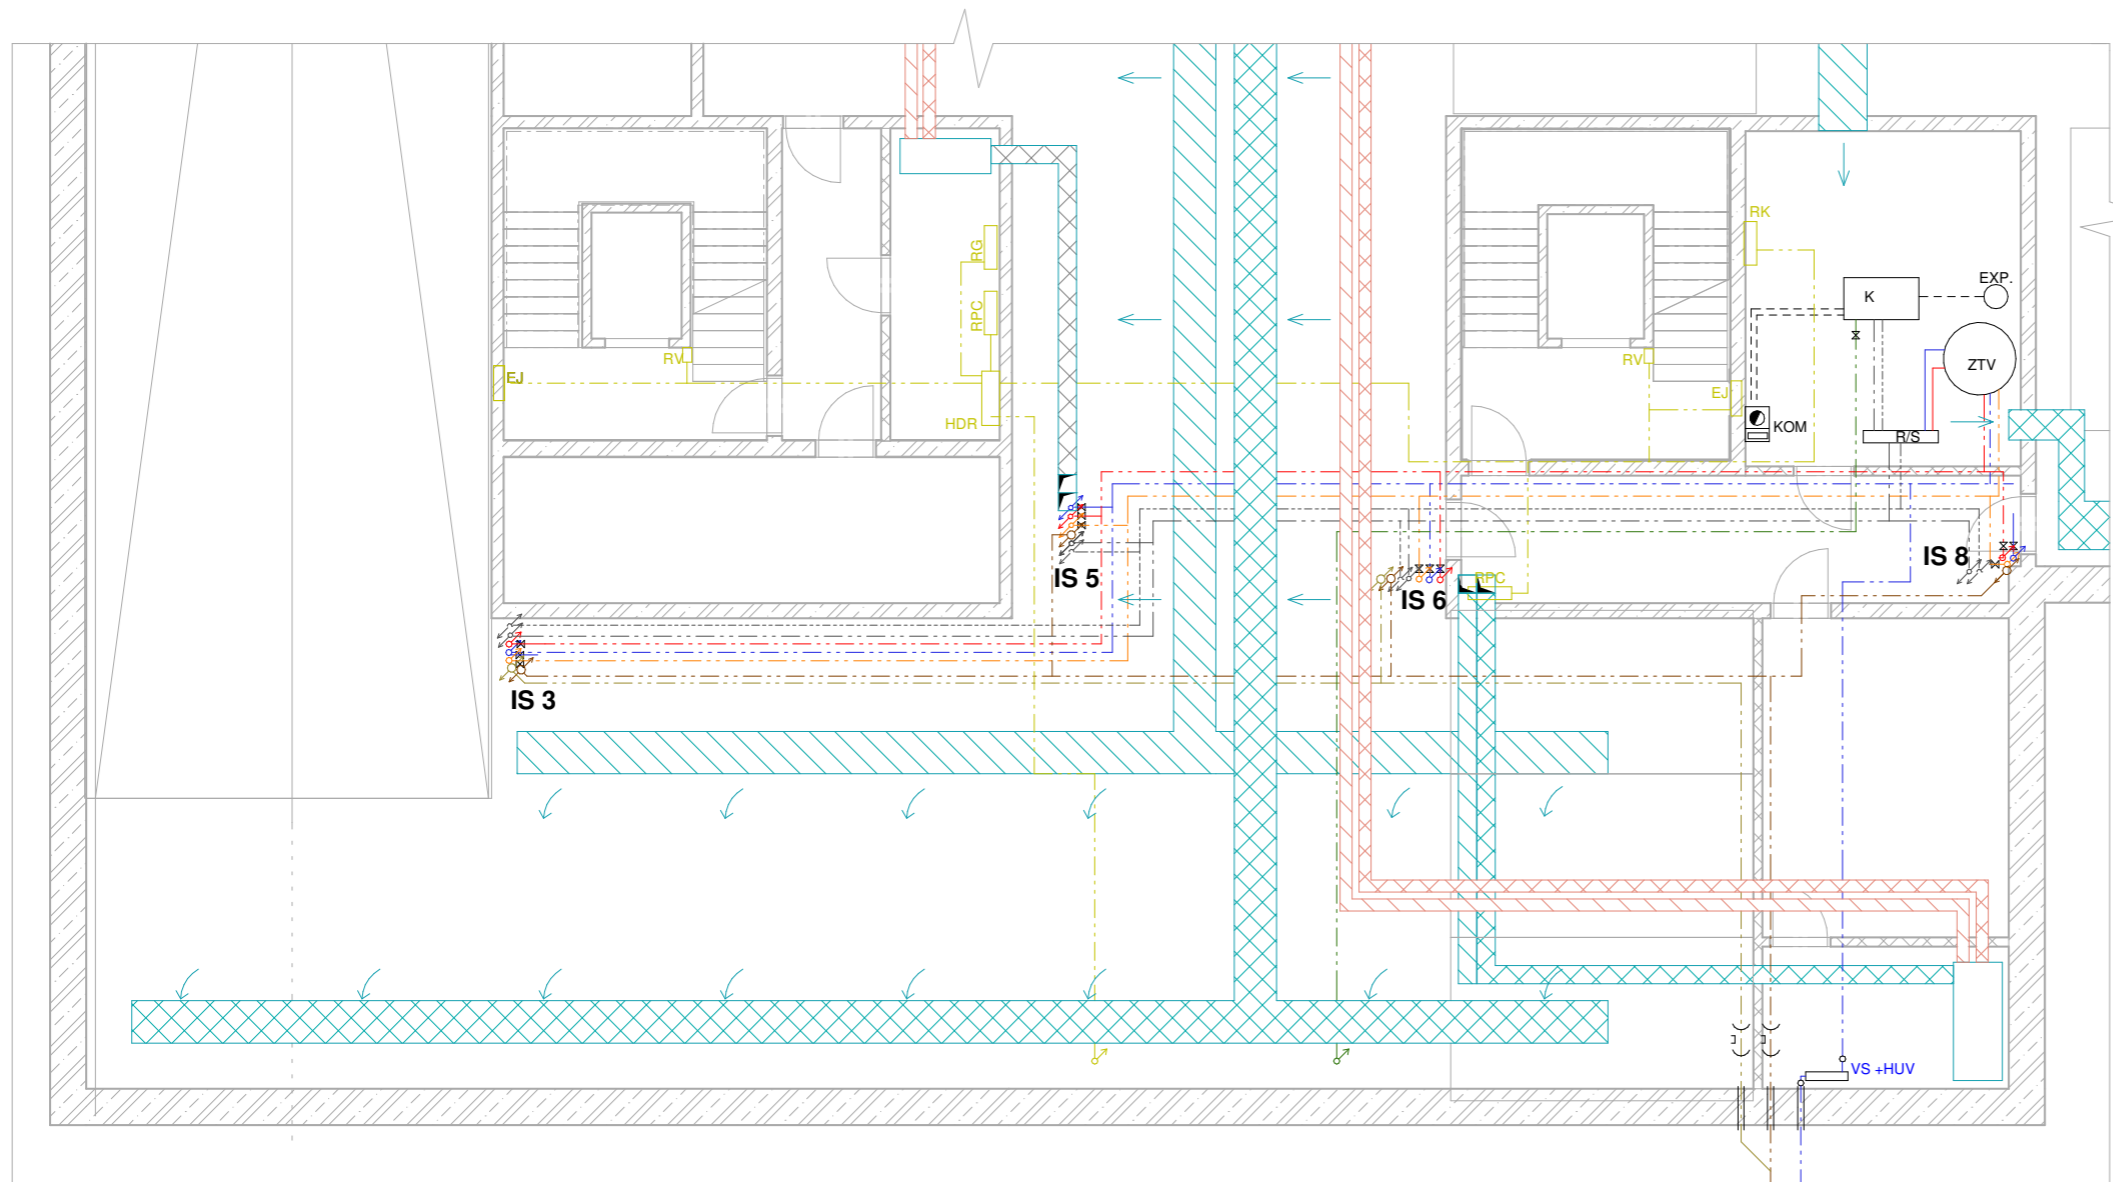 RG
RPC
RV
EJ
HDR
IS 5
IS 3
RK
EXP.
K
ZTV
RV
EJ
KOM
R/S
IS 8
RPC
IS 6
VS +HUV